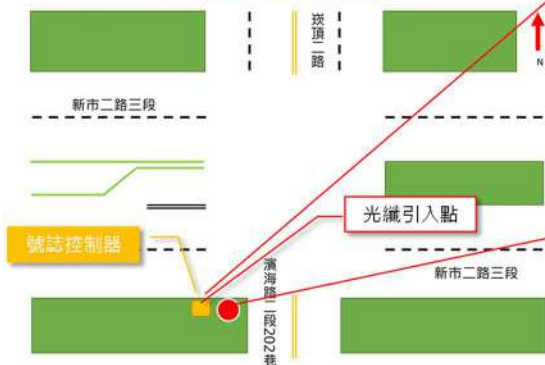 崁頂二路
N
新市二路三段
光纖引入點
號誌控制器
新市二路三段
濱海路二段202巷